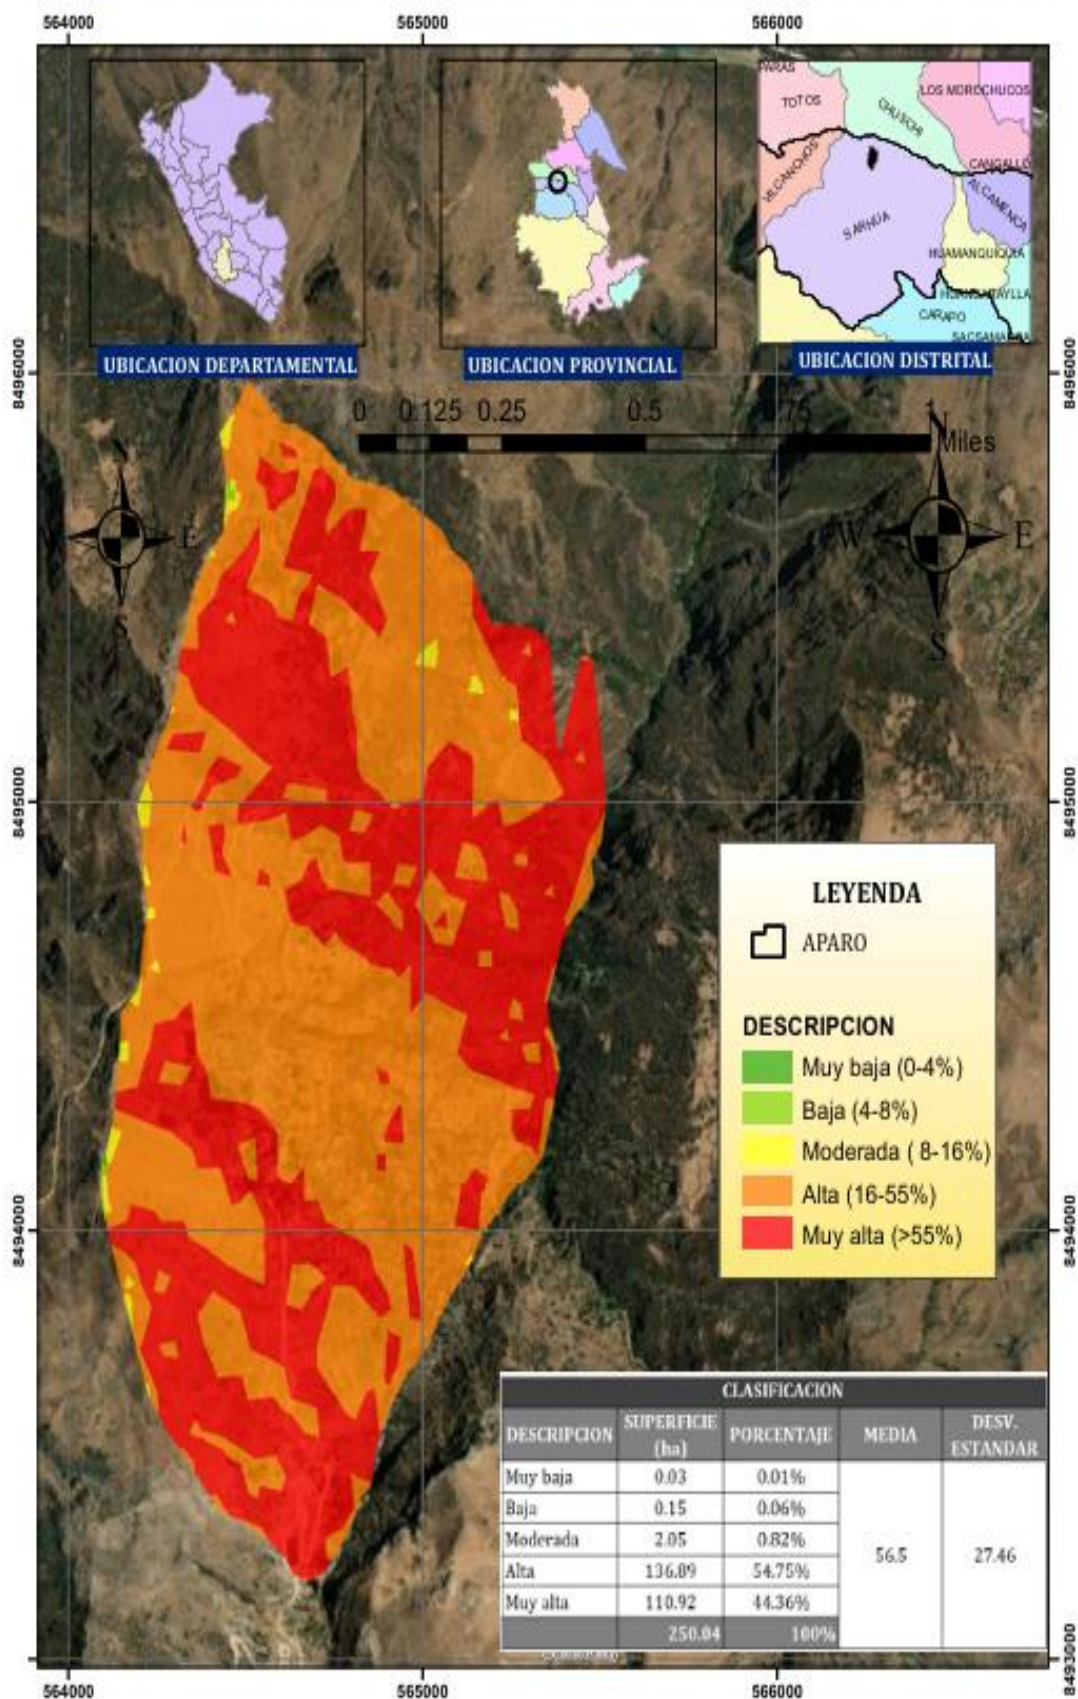 564000 565000 566000
PARAS
TOTOS
CHUSCHI
LOS MOROCHUCOS
VILCANCHOS
CANGALLO
ALCAMENCA
SARHUA
HUAMANQUIQUIA
CARAPO
UBICACION DEPARTAMENTAL
UBICACION PROVINCIAL
UBICACION DISTRITAL
8496000 8496000
0 0.125 0.25 0.5 0.75 1
Miles
N
N
E
W E
S
S
8495000 8495000
LEYENDA
APARO
DESCRIPCION
Muy baja (0-4%)
Baja (4-8%)
Moderada ( 8-16%)
Alta (16-55%)
Muy alta (>55%)
8494000 8494000
CLASIFICACION
DESCRIPCION SUPERFICIE (ha) PORCENTAJE MEDIA DESV. ESTANDAR
Muy baja 0.03 0.01%
Baja 0.15 0.06%
Moderada 2.05 0.82%
56.5 27.46
Alta 136.89 54.75%
Muy alta 110.92 44.36%
250.04 100%
8493000
564000 565000 566000